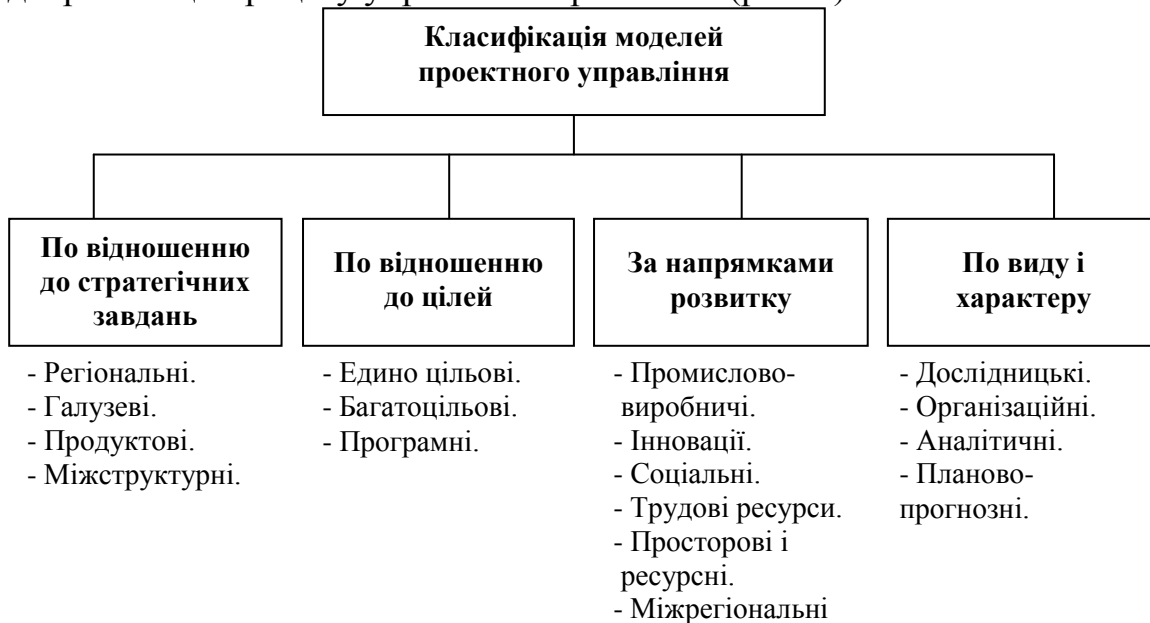 Класифікація моделей
проектного управління
По відношенню
до стратегічних
завдань
- Регіональні.
- Галузеві.
- Продуктові.
- Міжструктурні.
По відношенню
до цілей
- Едино цільові.
- Багатоцільові.
- Програмні.
За напрямками
розвитку
- Промислово-
виробничі.
- Інновації.
- Соціальні.
- Трудові ресурси.
- Просторові і
ресурсні.
- Міжрегіональні
По виду і
характеру
- Дослідницькі.
- Організаційні.
- Аналітичні.
- Планово-
прогнозні.